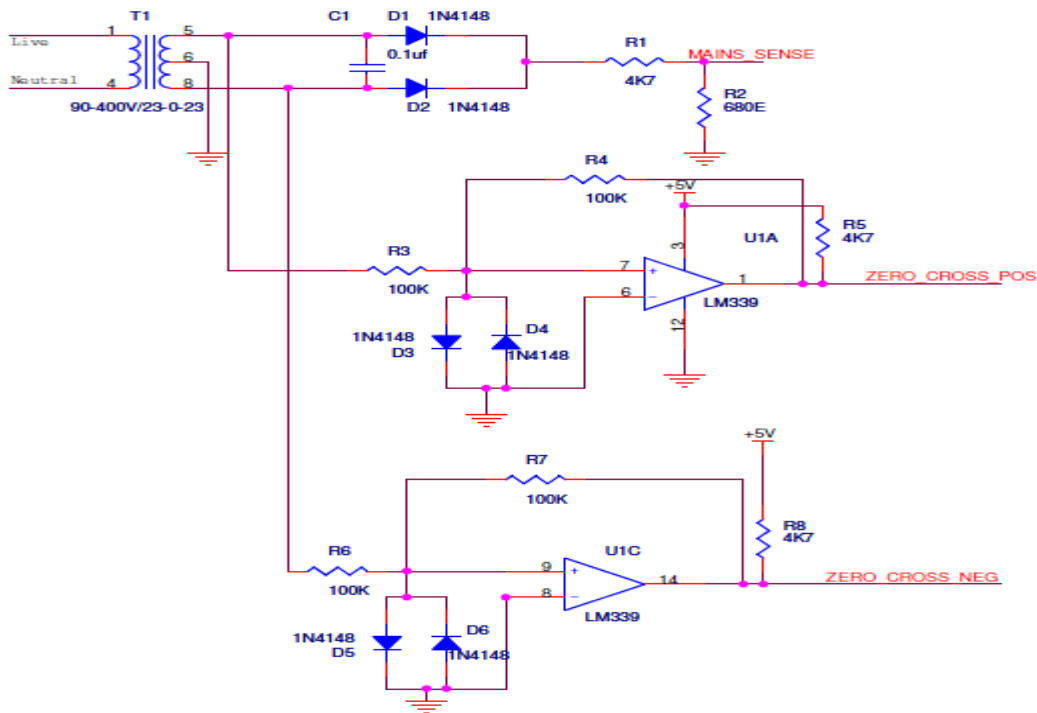 T1
C1
D1
1N4148
1
5
Live
0.1uf
6
Neutral
4
8
90-400V/23-0-23
D2
1N4148
R1
4K7
MAINS_SENSE
R2
680E
R4
100K
+5V
R5
4K7
3
U1A
R3
100K
7
+
6
−
1
ZERO_CROSS_POS
LM339
12
1N4148
D3
D4
1N4148
+5V
R7
100K
R8
4K7
R6
100K
U1C
9
+
8
−
14
ZERO_CROSS_NEG
LM339
1N4148
D5
D6
1N4148